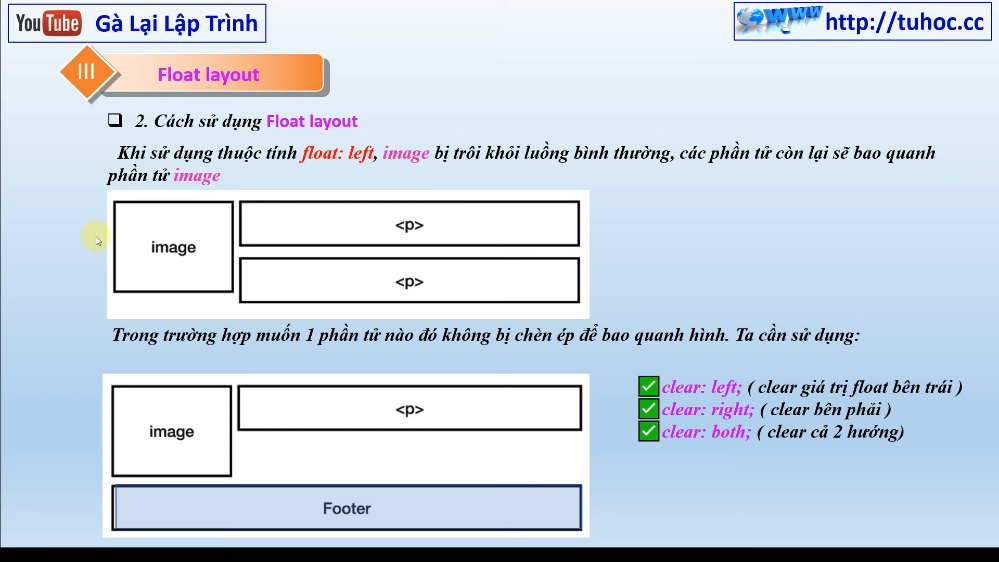 YouTube Gà Lại Lập Trình
WWW http://tuhoc.cc
III Float layout
2. Cách sử dụng Float layout
Khi sử dụng thuộc tính float: left, image bị trôi khỏi luồng bình thường, các phần tử còn lại sẽ bao quanh
phần tử image
image
<p>
<p>
Trong trường hợp muốn 1 phần tử nào đó không bị chèn ép để bao quanh hình. Ta cần sử dụng:
image
<p>
Footer
clear: left; ( clear giá trị float bên trái )
clear: right; ( clear bên phải )
clear: both; ( clear cả 2 hướng)